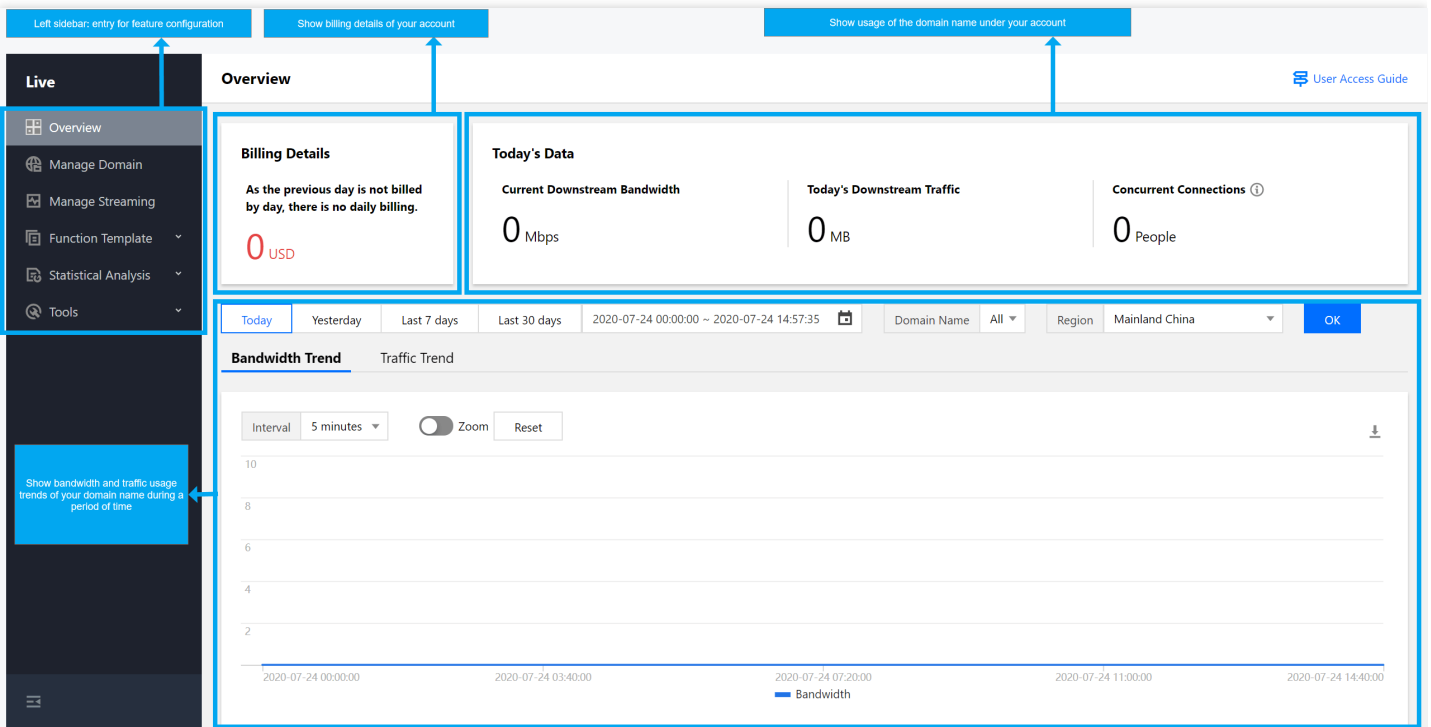 Left sidebar: entry for feature configuration
Show billing details of your account
Show usage of the domain name under your account
Live
Overview
User Access Guide
Overview
Manage Domain
Manage Streaming
Function Template
Statistical Analysis
Tools
Billing Details
As the previous day is not billed
by day, there is no daily billing.
0 USD
Today's Data
Current Downstream Bandwidth
0 Mbps
Today's Downstream Traffic
0 MB
Concurrent Connections
0 People
Today
Yesterday
Last 7 days
Last 30 days
2020-07-24 00:00:00 ~ 2020-07-24 14:57:35
Domain Name
All
Region
Mainland China
OK
Bandwidth Trend
Traffic Trend
Interval
5 minutes
Zoom
Reset
Show bandwidth and traffic usage
trends of your domain name during a
period of time
10
8
6
4
2
2020-07-24 00:00:00
2020-07-24 03:40:00
2020-07-24 07:20:00
2020-07-24 11:00:00
2020-07-24 14:40:00
Bandwidth